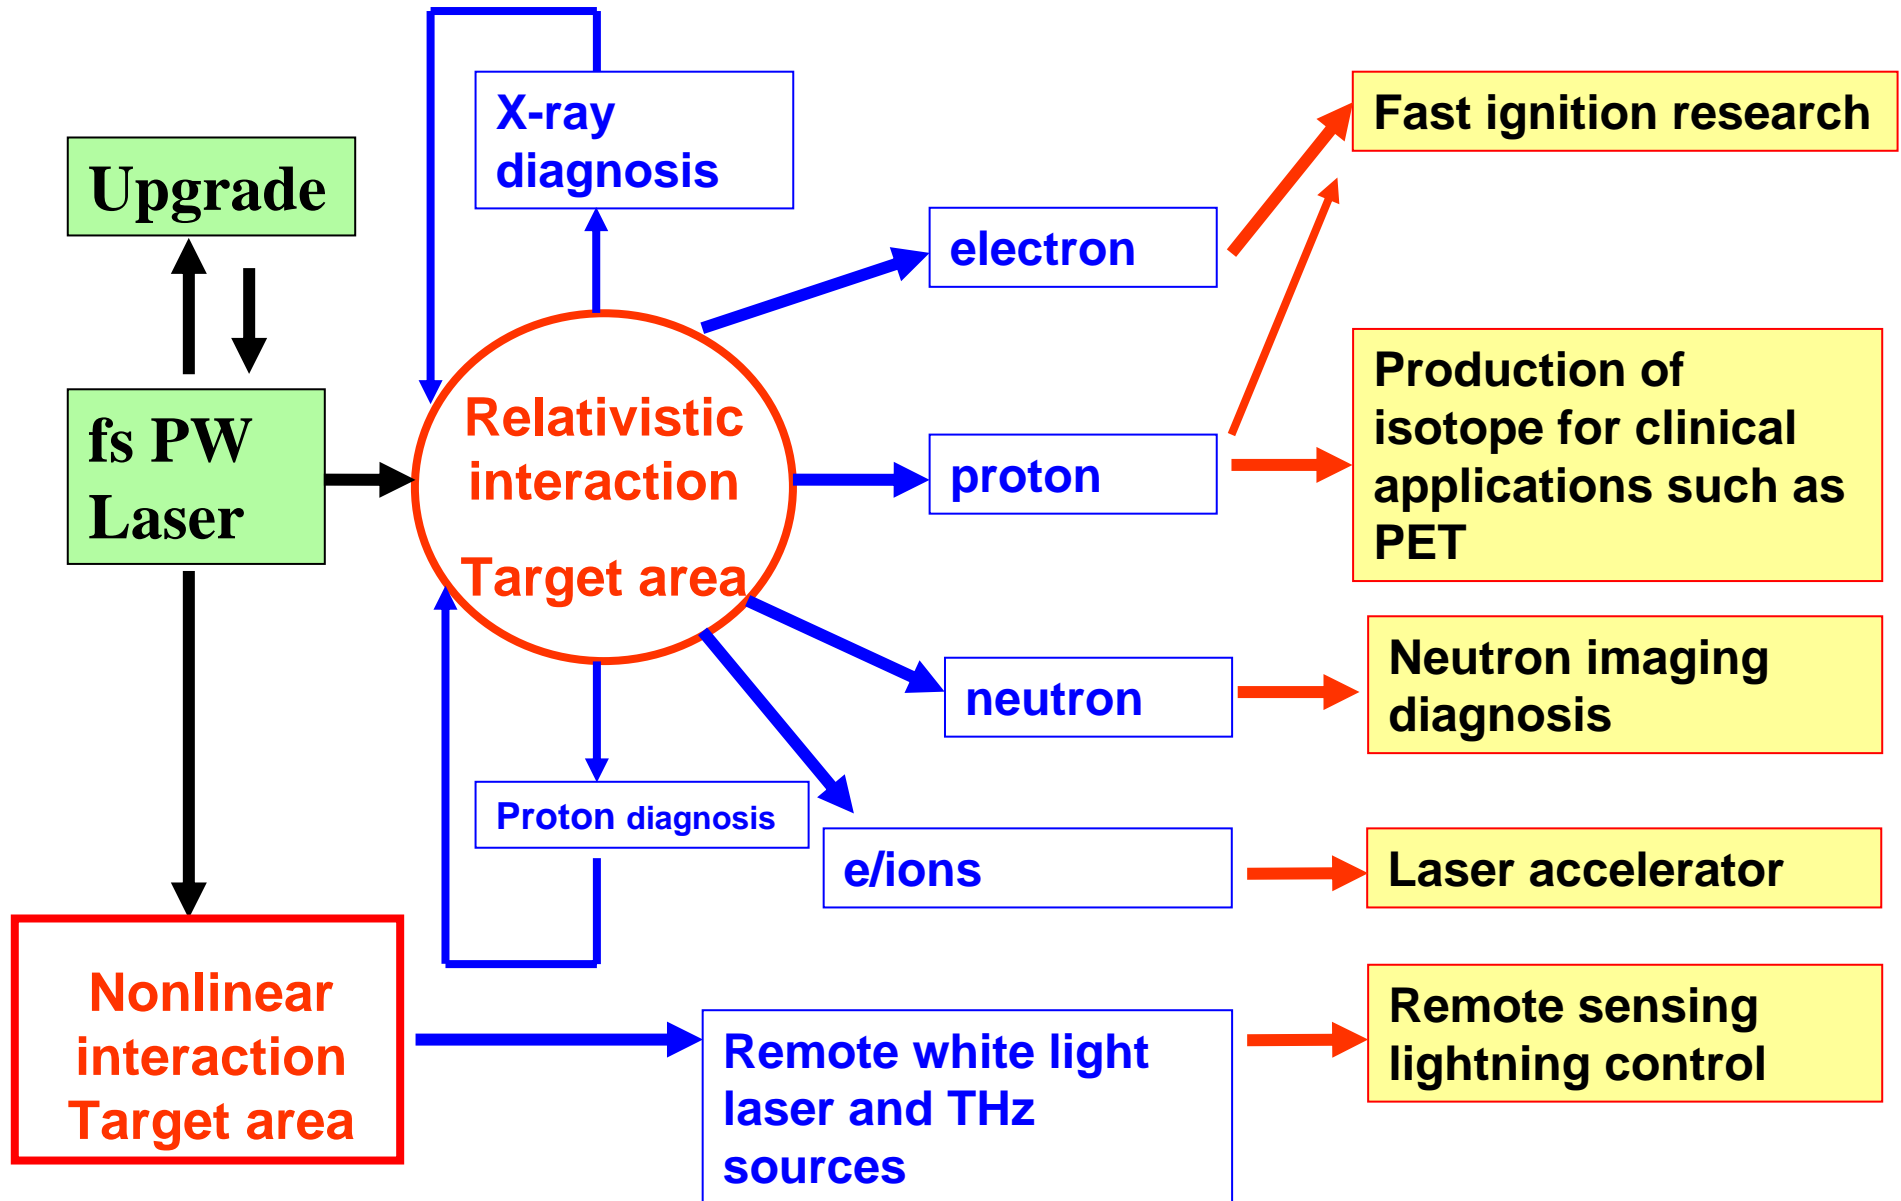 X-ray
diagnosis
Fast ignition research
Upgrade
electron
fs PW
Laser
Relativistic
interaction
Target area
proton
Production of
isotope for clinical
applications such as
PET
neutron
Neutron imaging
diagnosis
Proton diagnosis
e/ions
Laser accelerator
Nonlinear
interaction
Target area
Remote white light
laser and THz
sources
Remote sensing
lightning control